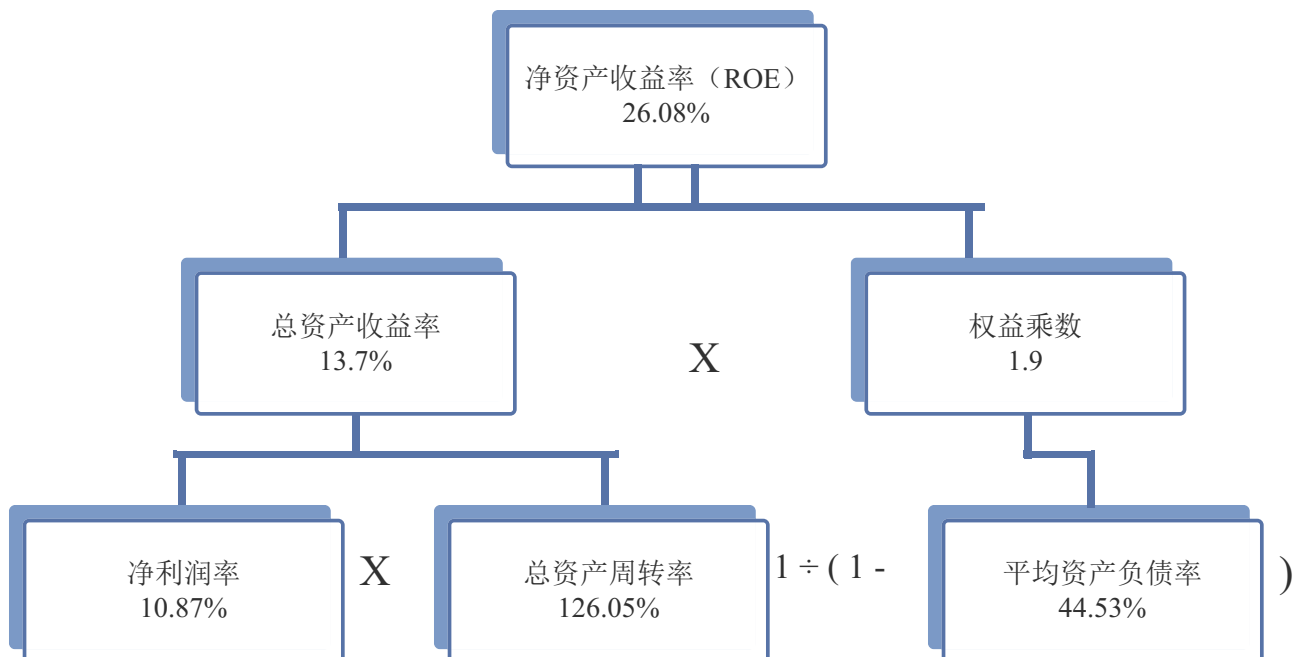 净资产收益率（ROE）
26.08%
总资产收益率
13.7%
X
权益乘数
1.9
净利润率
10.87%
X
总资产周转率
126.05%
1 ÷ ( 1 -
平均资产负债率
44.53%
)